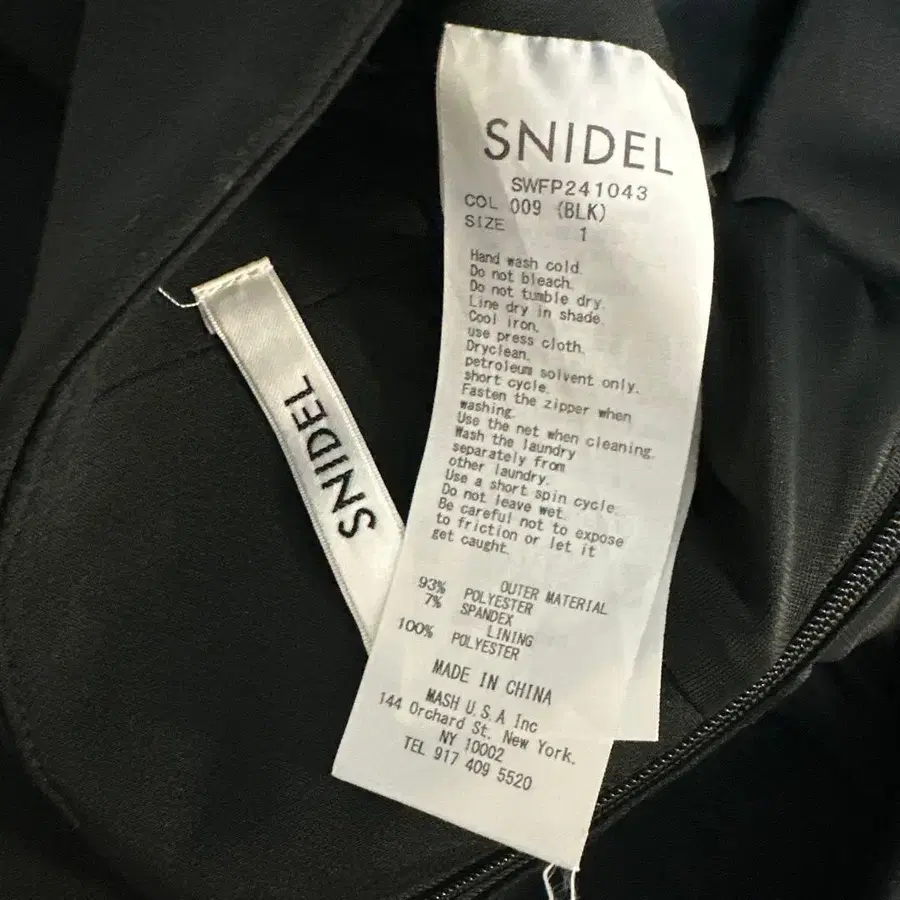 SNIDEL
SWFP241043
COL 009 (BLK)
SIZE 1
Hand wash cold.
Do not bleach.
Do not tumble dry.
Line dry in shade.
Cool iron.
use press cloth.
Dryclean.
petroleum solvent only.
short cycle.
Fasten the zipper when
washing.
Use the net when cleaning.
Wash the laundry
separately from
other laundry.
Use a short spin cycle.
Do not leave wet.
Be careful not to expose
to friction or let it
get caught.
OUTER MATERIAL
93% POLYESTER
7% SPANDEX
LINING
100% POLYESTER
MADE IN CHINA
MASH U.S.A Inc
144 Orchard St. New York.
NY 10002
TEL 917 409 5520
SNIDEL